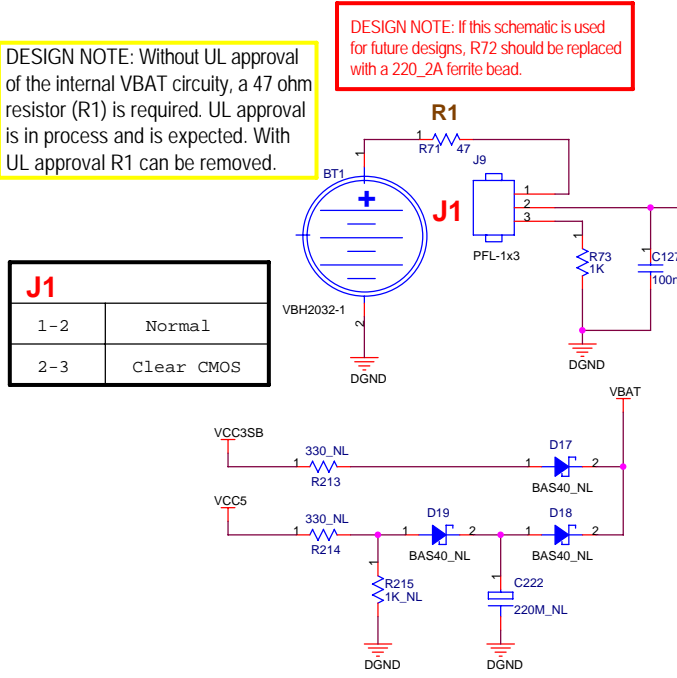 DESIGN NOTE: If this schematic is used
for future designs, R72 should be replaced
with a 220_2A ferrite bead.
DESIGN NOTE: Without UL approval
of the internal VBAT circuity, a 47 ohm
resistor (R1) is required. UL approval
is in process and is expected. With
UL approval R1 can be removed.
R1
1
R71
47
J9
1
BT1
J1
1
2
3
PFL-1x3
1
R73
1K
1
C127
VBH2032-1
2
DGND
DGND
J1
1-2 Normal
2-3 Clear CMOS
VBAT
VCC3SB
1
330_NL
R213
D17
1
2
BAS40_NL
VCC5
1
330_NL
R214
D19
1
2
BAS40_NL
D18
1
2
BAS40_NL
1
R215
1K_NL
1
C222
220M_NL
DGND
DGND